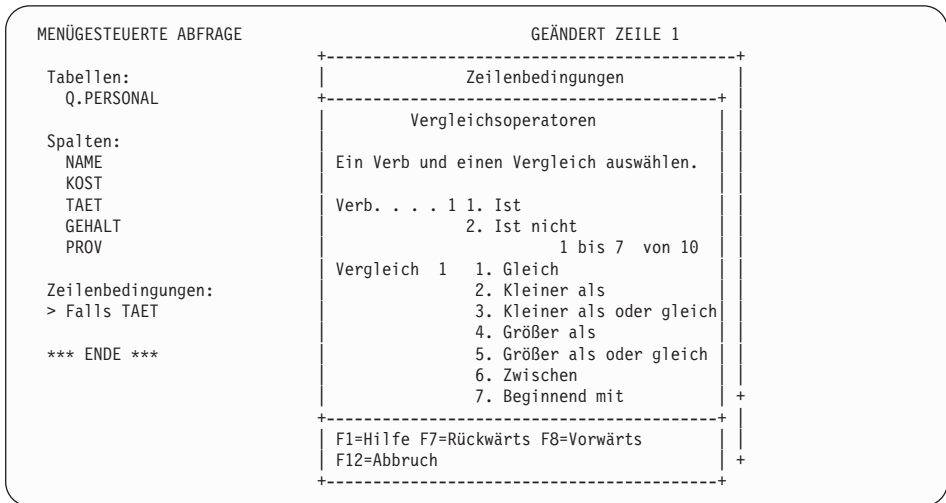 MENÜGESTEUERTE ABFRAGE GEÄNDERT ZEILE 1
Tabellen: Zeilenbedingungen
Q.PERSONAL
Vergleichsoperatoren
Spalten:
NAME Ein Verb und einen Vergleich auswählen.
KOST
TAET Verb. . . . 1 1. Ist
GEHALT 2. Ist nicht
PROV 1 bis 7 von 10
Vergleich 1 1. Gleich
Zeilenbedingungen: 2. Kleiner als
> Falls TAET 3. Kleiner als oder gleich
4. Größer als
*** ENDE *** 5. Größer als oder gleich
6. Zwischen
7. Beginnend mit +
F1=Hilfe F7=Rückwärts F8=Vorwärts
F12=Abbruch +